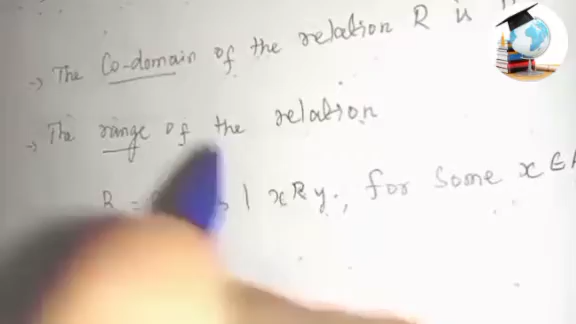 → The Co-domain of the relation R is
→ The range of the relation
R = | xRy., for some x ∈ A